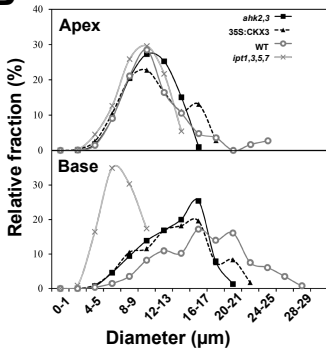 Apex
ahk2,3
35S:CKX3
WT
ipt1,3,5,7
40
30
20
10
0
Relative fraction (%)
Base
30
20
10
0
0-1
4-5
8-9
12-13
16-17
20-21
24-25
28-29
Diameter (µm)